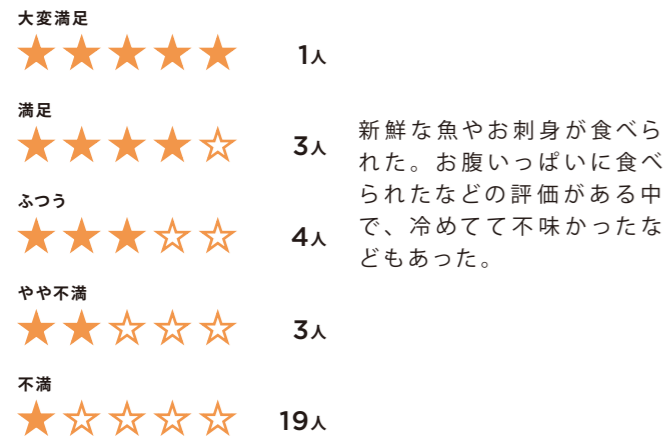 大変満足
★★★★★ 1人
満足
★★★★☆ 3人
ふつう
★★★☆☆ 4人
やや不満
★★☆☆☆ 3人
不満
★☆☆☆☆ 19人
新鮮な魚やお刺身が食べら
れた。お腹いっぱいに食べ
られたなどの評価がある中
で、冷めてて不味かったな
どもあった。